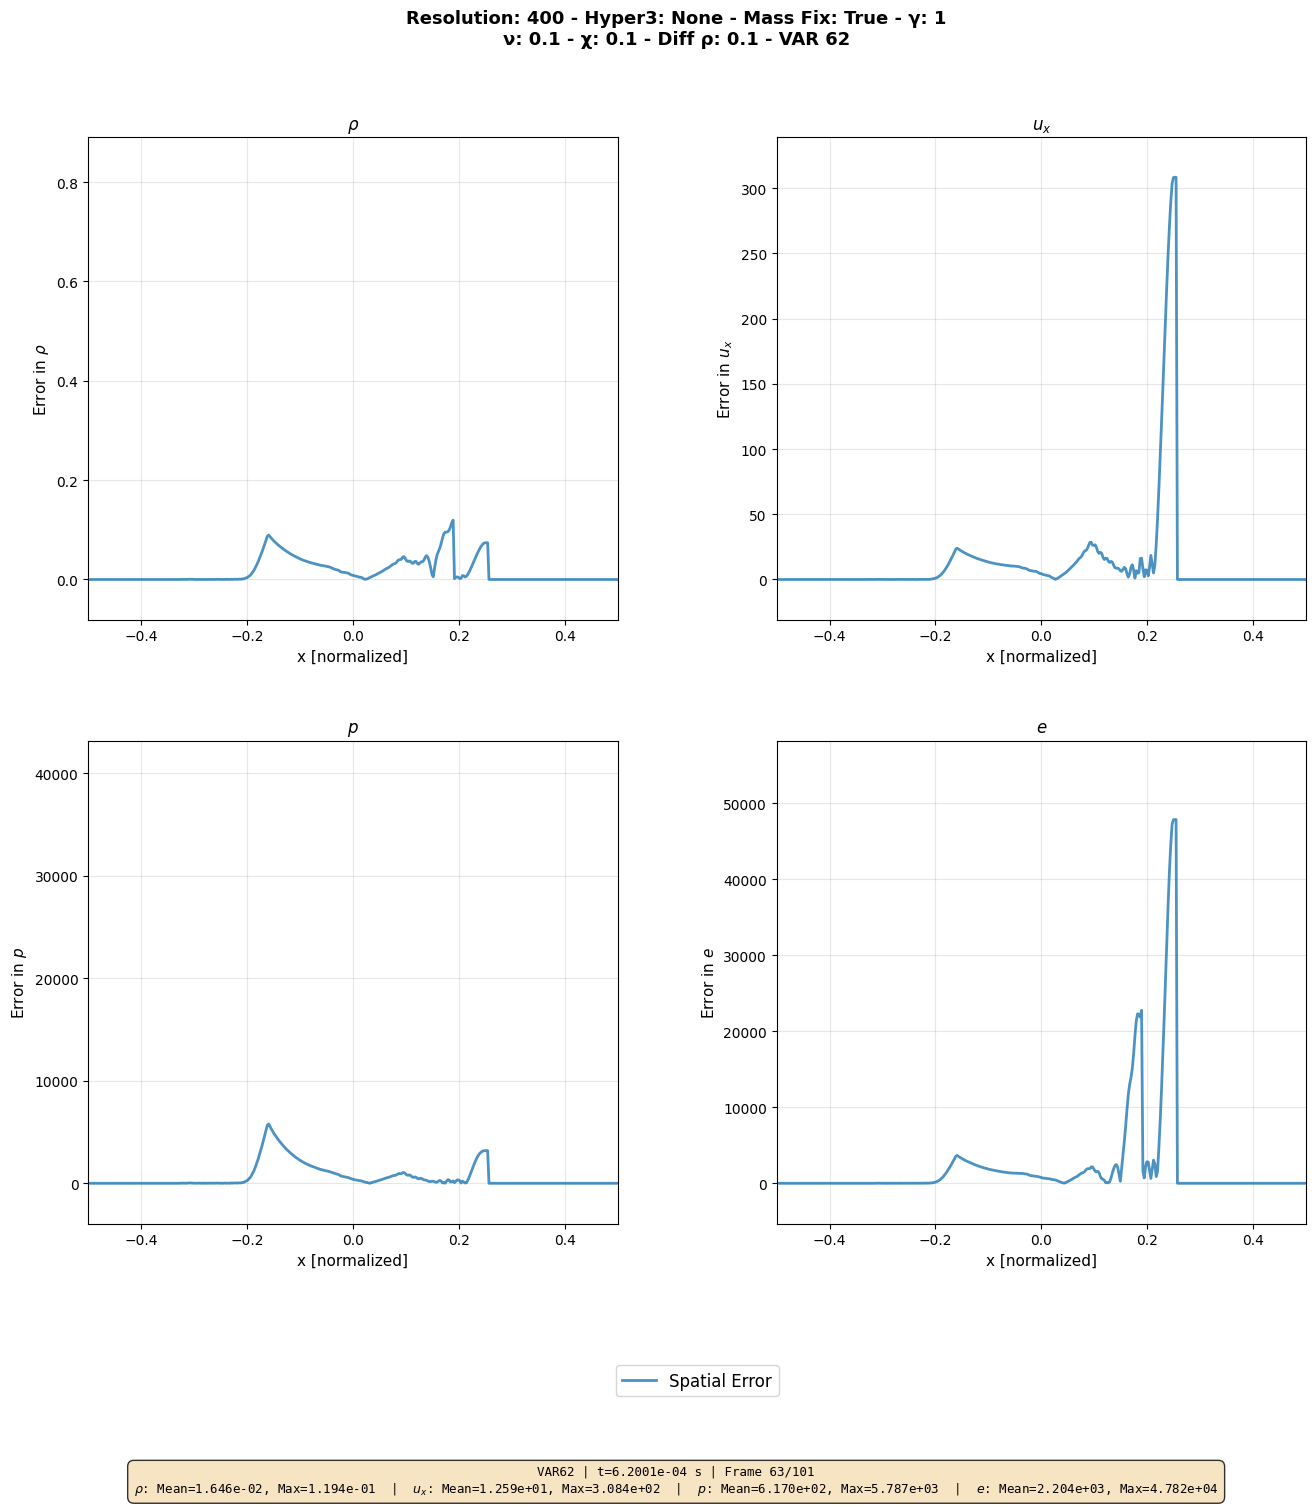 Resolution: 400 - Hyper3: None - Mass Fix: True - γ: 1
ν: 0.1 - χ: 0.1 - Diff ρ: 0.1 - VAR 62
ρ
0.8
0.6
0.4
0.2
0.0
Error in ρ
−0.4 −0.2 0.0 0.2 0.4
x [normalized]
u_x
300
250
200
150
100
50
0
Error in u_x
−0.4 −0.2 0.0 0.2 0.4
x [normalized]
p
40000
30000
20000
10000
0
Error in p
−0.4 −0.2 0.0 0.2 0.4
x [normalized]
e
50000
40000
30000
20000
10000
0
Error in e
−0.4 −0.2 0.0 0.2 0.4
x [normalized]
Spatial Error
VAR62 | t=6.2001e-04 s | Frame 63/101
ρ: Mean=1.646e-02, Max=1.194e-01 | u_x: Mean=1.259e+01, Max=3.084e+02 | p: Mean=6.170e+02, Max=5.787e+03 | e: Mean=2.204e+03, Max=4.782e+04